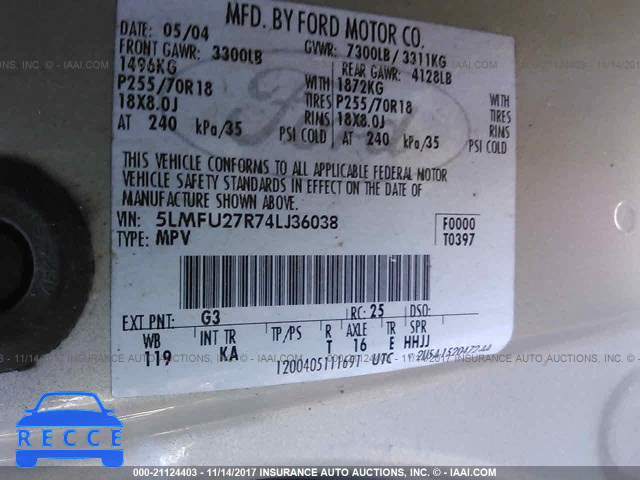 MFD. BY FORD MOTOR CO.
DATE: 05/04 GVWR: 7300LB/ 3311KG
FRONT GAWR: 3300LB REAR GAWR: 4128LB
1496KG WITH 1872KG WITH
P255/70R18 TIRES P255/70R18 TIRES
18X8.0J RIMS 18X8.0J RIMS
AT 240 kPa/35 PSI COLD AT 240 kPa/35 PSI COLD
Ford
THIS VEHICLE CONFORMS TO ALL APPLICABLE FEDERAL MOTOR
VEHICLE SAFETY STANDARDS IN EFFECT ON THE DATE OF
MANUFACTURE SHOWN ABOVE.
VIN: 5LMFU27R74LJ36038 F0000
TYPE: MPV T0397
EXT PNT: G3 RC: 25 DSO:
WB INT TR TP/PS R AXLE TR SPR
119 KA T 16 E HHJJ
1200405111691 UTC
RECCE
000-21124403 - 11/14/2017 INSURANCE AUTO AUCTIONS - IAAI.COM